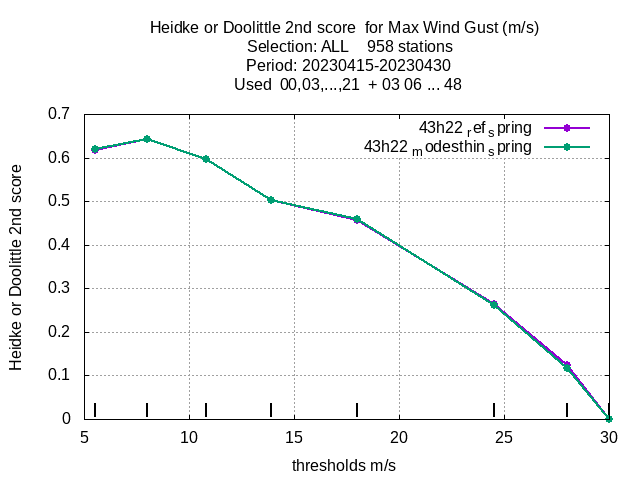 Heidke or Doolittle 2nd score  for Max Wind Gust (m/s)
Selection: ALL    958 stations
Period: 20230415-20230430
Used  00,03,...,21  + 03 06 ... 48
43h22 ref spring
43h22 modesthin spring
Heidke or Doolittle 2nd score
0.7
0.6
0.5
0.4
0.3
0.2
0.1
0
5 10 15 20 25 30
thresholds m/s